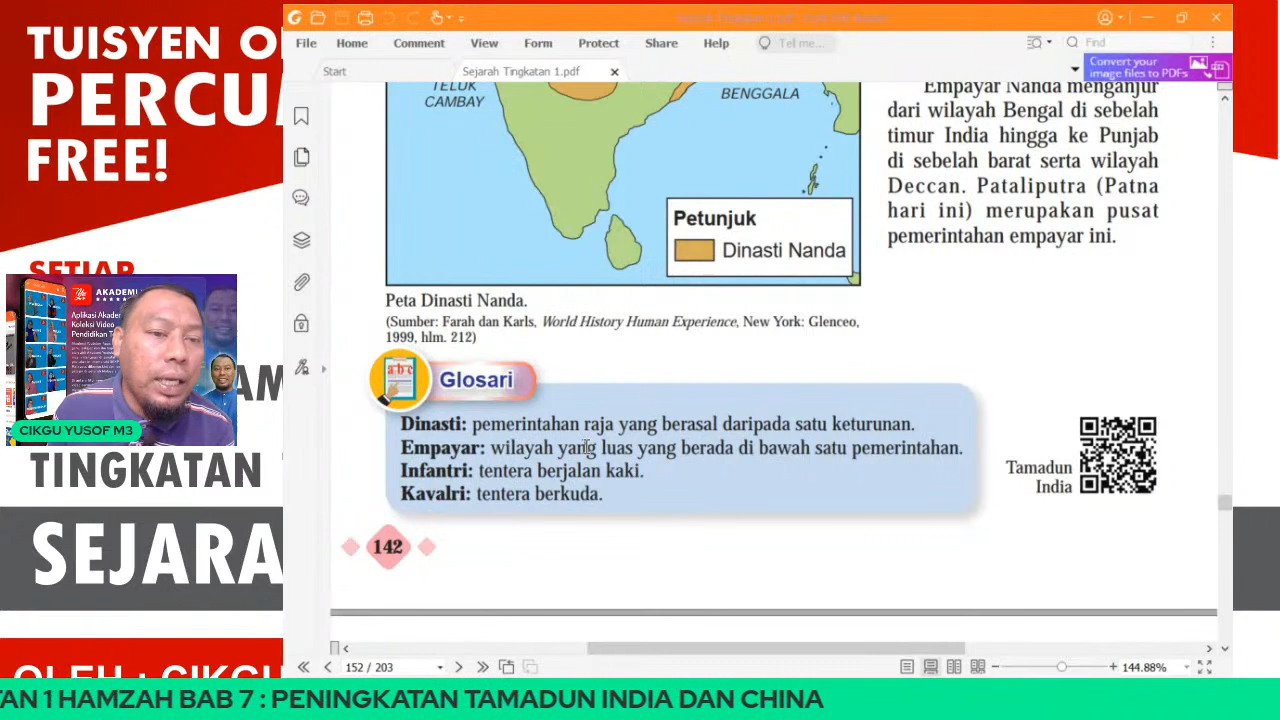 TUISYEN O
PERCU
FREE!
SETIAP
TINGKATAN
SEJARA
AKADEMI
Aplikasi Akade
Koleksi Video
Pendidikan T
CIKGU YUSOF M3
File Home Comment View Form Protect Share Help Tell me... Find
Start Sejarah Tingkatan 1.pdf
Convert your
image files to PDFs
TELUK
CAMBAY
BENGGALA
Petunjuk
Dinasti Nanda
Empayar Nanda menganjur
dari wilayah Bengal di sebelah
timur India hingga ke Punjab
di sebelah barat serta wilayah
Deccan. Pataliputra (Patna
hari ini) merupakan pusat
pemerintahan empayar ini.
Peta Dinasti Nanda.
(Sumber: Farah dan Karls, World History Human Experience, New York: Glenceo,
1999, hlm. 212)
abc
Glosari
Dinasti: pemerintahan raja yang berasal daripada satu keturunan.
Empayar: wilayah yang luas yang berada di bawah satu pemerintahan.
Infantri: tentera berjalan kaki.
Kavalri: tentera berkuda.
Tamadun
India
142
152 / 203
144.88%
TAN 1 HAMZAH BAB 7 : PENINGKATAN TAMADUN INDIA DAN CHINA